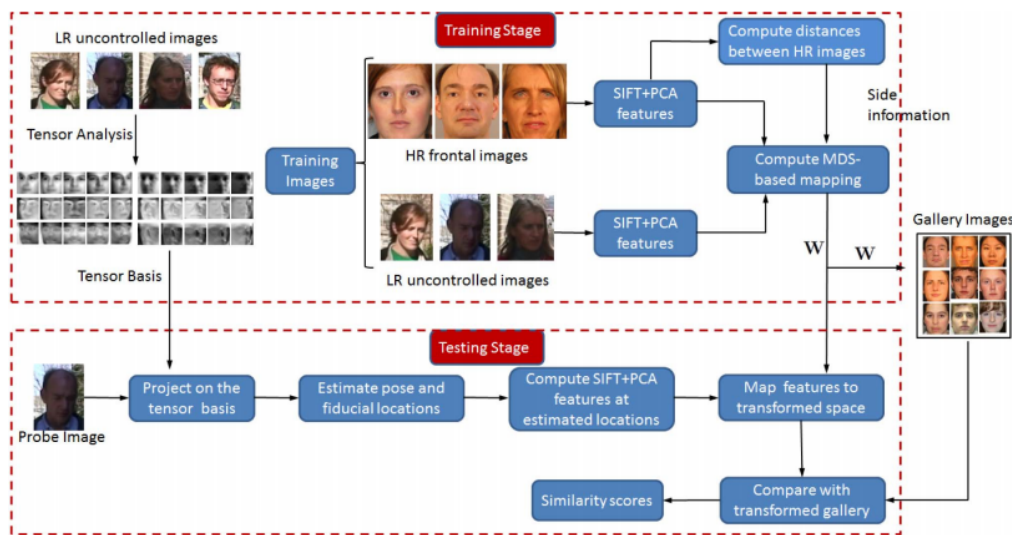 Training Stage
LR uncontrolled images
Tensor Analysis
Tensor Basis
Training
Images
HR frontal images
LR uncontrolled images
SIFT+PCA
features
SIFT+PCA
features
Compute distances
between HR images
Side
information
Compute MDS-
based mapping
W
W
Gallery Images
Testing Stage
Probe Image
Project on the
tensor basis
Estimate pose and
fiducial locations
Compute SIFT+PCA
features at
estimated locations
Map features to
transformed space
Compare with
transformed gallery
Similarity scores